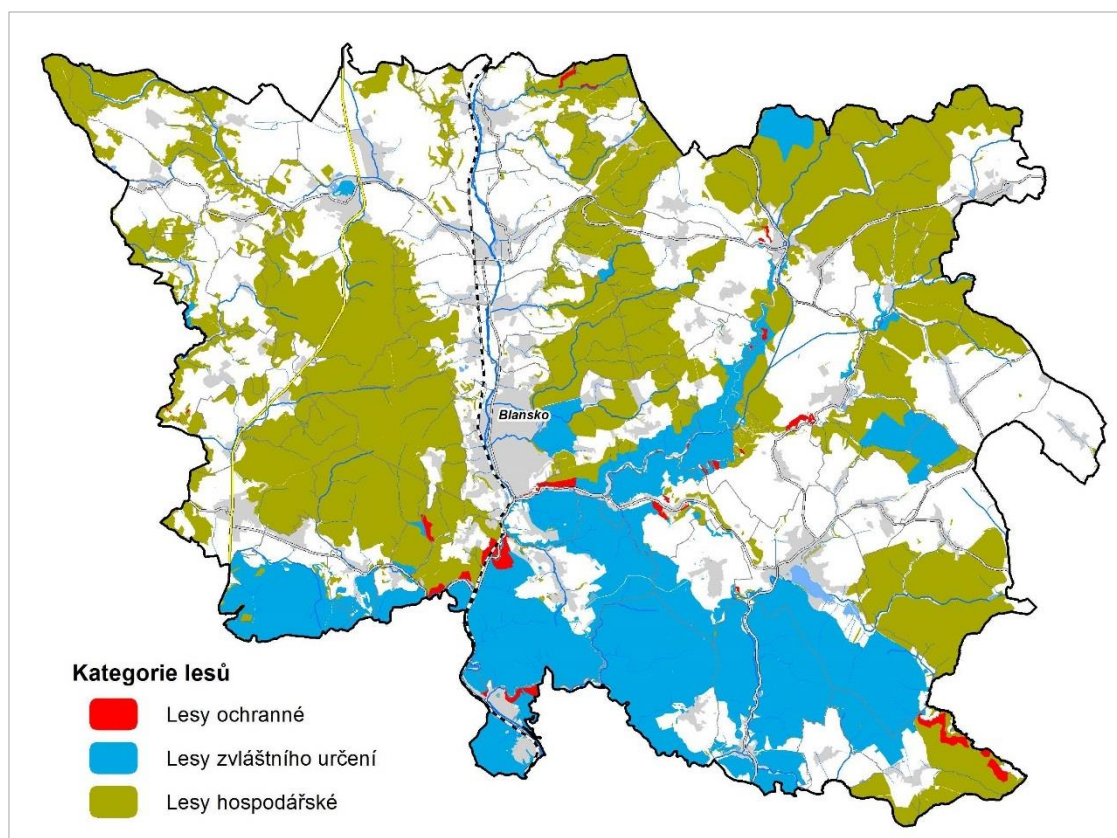 Blansko
Kategorie lesů
Lesy ochranné
Lesy zvláštního určení
Lesy hospodářské